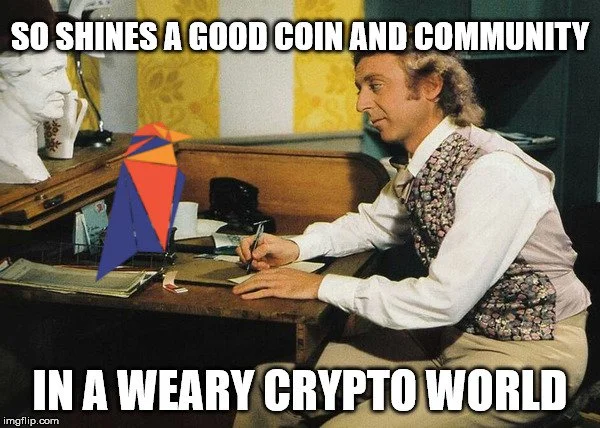 SO SHINES A GOOD COIN AND COMMUNITY
IN A WEARY CRYPTO WORLD
imgflip.com